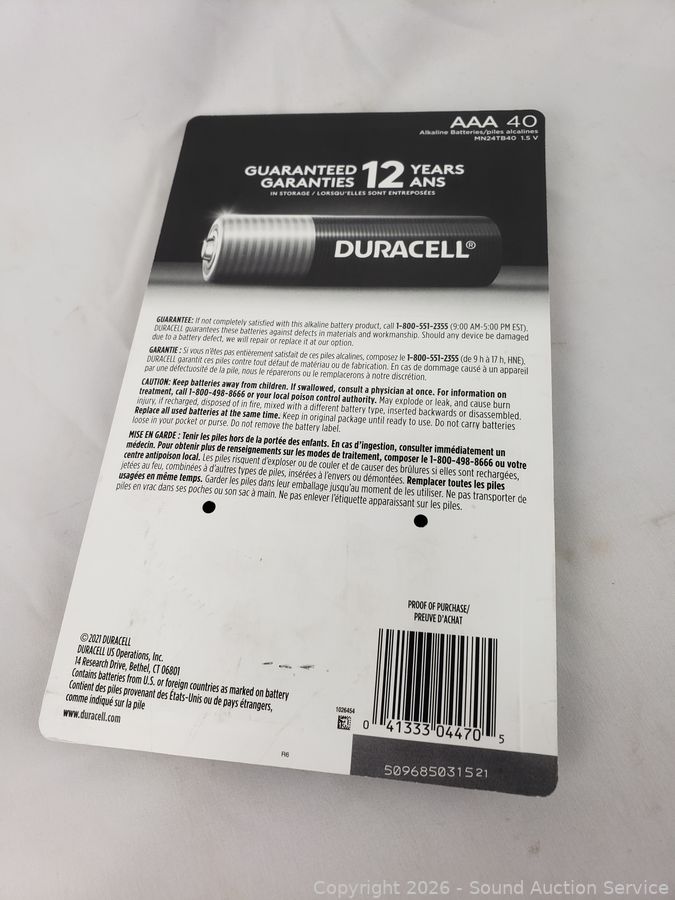 AAA 40
Alkaline Batteries/piles alcalines
MN24TB40 1.5 V
GUARANTEED 12 YEARS
GARANTIES ANS
IN STORAGE / LORSQU'ELLES SONT ENTREPOSÉES
DURACELL®
GUARANTEE: If not completely satisfied with this alkaline battery product, call 1-800-551-2355 (9:00 AM-5:00 PM EST).
DURACELL guarantees these batteries against defects in materials and workmanship. Should any device be damaged
due to a battery defect, we will repair or replace it at our option.
GARANTIE : Si vous n'êtes pas entièrement satisfait de ces piles alcalines, composez le 1-800-551-2355 (de 9 h à 17 h, HNE).
DURACELL garantit ces piles contre tout défaut de matériau ou de fabrication. En cas de dommage causé à un appareil
par une défectuosité de la pile, nous le réparerons ou le remplacerons à notre discrétion.
CAUTION: Keep batteries away from children. If swallowed, consult a physician at once. For information on
treatment, call 1-800-498-8666 or your local poison control authority. May explode or leak, and cause burn
injury, if recharged, disposed of in fire, mixed with a different battery type, inserted backwards or disassembled.
Replace all used batteries at the same time. Keep in original package until ready to use. Do not carry batteries
loose in your pocket or purse. Do not remove the battery label.
MISE EN GARDE : Tenir les piles hors de la portée des enfants. En cas d'ingestion, consulter immédiatement un
médecin. Pour obtenir plus de renseignements sur les modes de traitement, composer le 1-800-498-8666 ou votre
centre antipoison local. Les piles risquent d'exploser ou de couler et de causer des brûlures si elles sont rechargées,
jetées au feu, combinées à d'autres types de piles, insérées à l'envers ou démontées. Remplacer toutes les piles
usagées en même temps. Garder les piles dans leur emballage jusqu'au moment de les utiliser. Ne pas transporter de
piles en vrac dans ses poches ou son sac à main. Ne pas enlever l'étiquette apparaissant sur les piles.
PROOF OF PURCHASE/
PREUVE D'ACHAT
© 2021 DURACELL
DURACELL US Operations, Inc.
14 Research Drive, Bethel, CT 06801
Contains batteries from U.S. or foreign countries as marked on battery
Contient des piles provenant des États-Unis ou de pays étrangers,
comme indiqué sur la pile
www.duracell.com
1026454
0 41333 04470 5
R6
509685031521
Copyright 2026 - Sound Auction Service